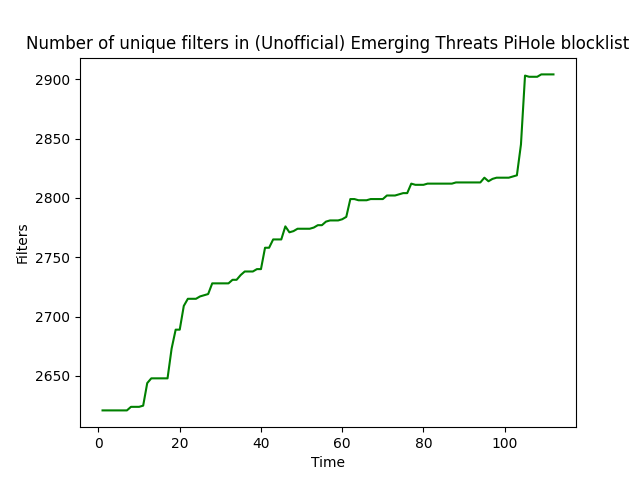 Number of unique filters in (Unofficial) Emerging Threats PiHole blocklist
2900
2850
2800
2750
2700
2650
Filters
0 20 40 60 80 100
Time